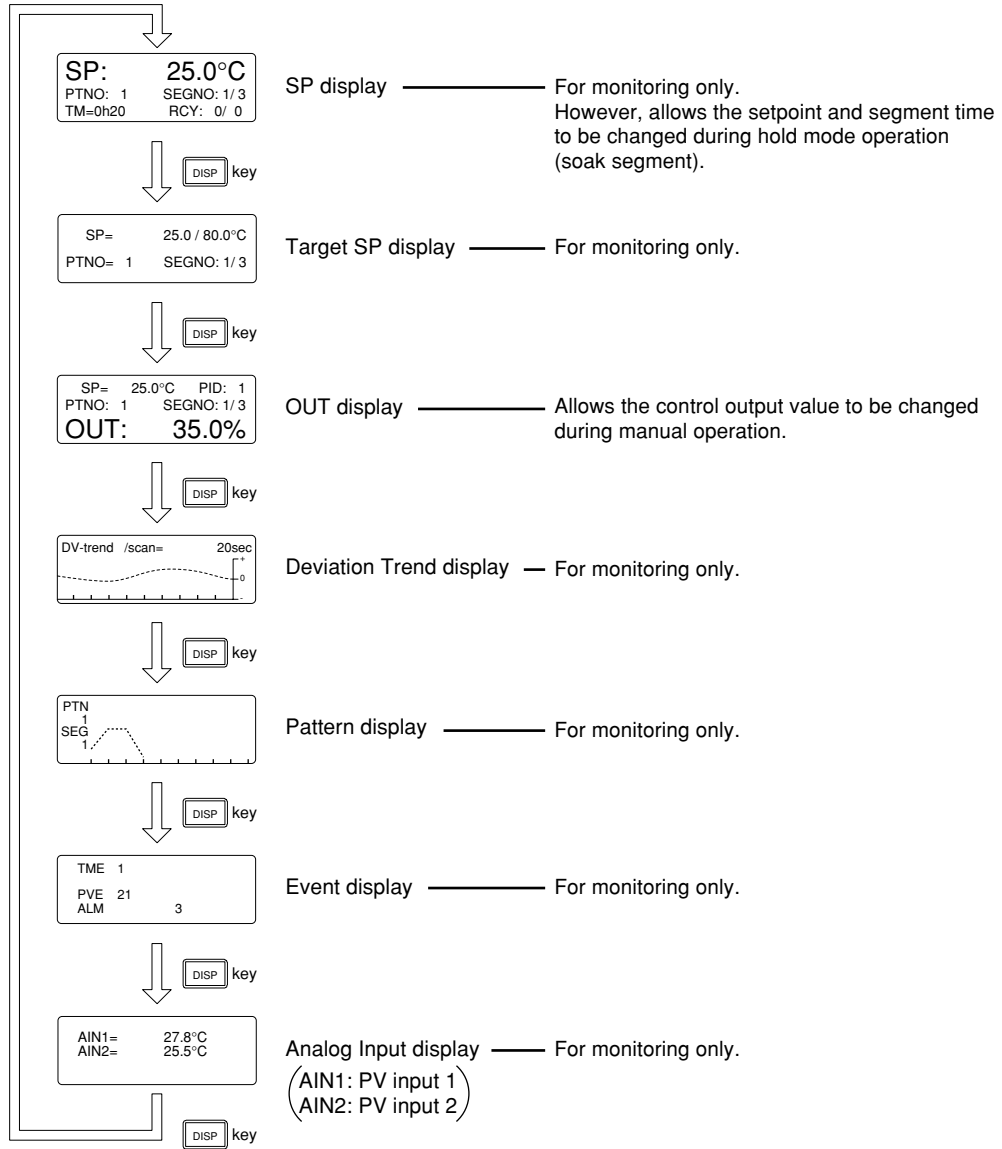 SP: 25.0°C
PTNO: 1 SEGNO: 1/ 3
TM=0h20 RCY: 0/ 0
SP display
For monitoring only.
However, allows the setpoint and segment time
to be changed during hold mode operation
(soak segment).
DISP key
SP= 25.0 / 80.0°C
PTNO= 1 SEGNO: 1/ 3
Target SP display
For monitoring only.
DISP key
SP= 25.0°C PID: 1
PTNO: 1 SEGNO: 1/ 3
OUT: 35.0%
OUT display
Allows the control output value to be changed
during manual operation.
DISP key
DV-trend /scan= 20sec
+
0
-
Deviation Trend display
For monitoring only.
DISP key
PTN
1
SEG
1
Pattern display
For monitoring only.
DISP key
TME 1
PVE 21
ALM 3
Event display
For monitoring only.
DISP key
AIN1= 27.8°C
AIN2= 25.5°C
Analog Input display
For monitoring only.
(AIN1: PV input 1
AIN2: PV input 2)
DISP key